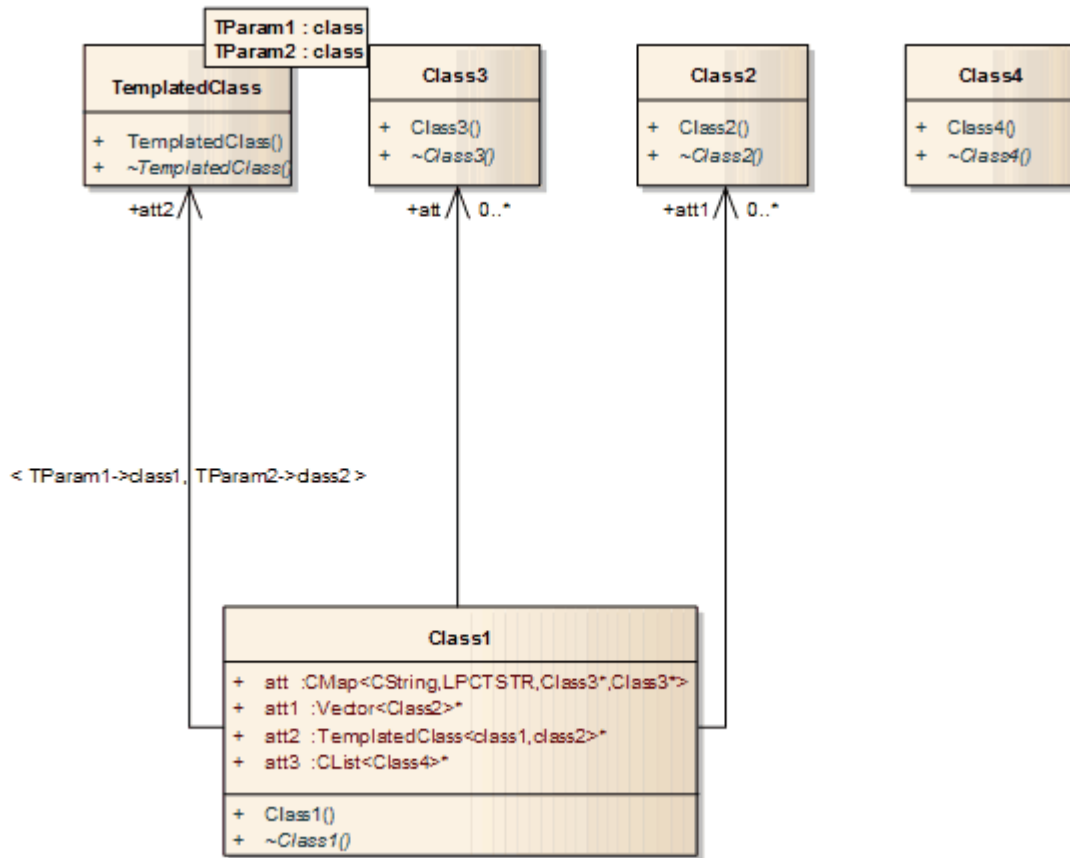 TParam1 : class
TParam2 : class
TemplatedClass
+ TemplatedClass()
+ ~TemplatedClass()
Class3
+ Class3()
+ ~Class3()
Class2
+ Class2()
+ ~Class2()
Class4
+ Class4()
+ ~Class4()
+att2
+att 0..*
+att1 0..*
< TParam1->class1, TParam2->class2 >
Class1
+ att :CMap<CString,LPCTSTR,Class3*,Class3*>
+ att1 :Vector<Class2>*
+ att2 :TemplatedClass<class1,class2>*
+ att3 :CList<Class4>*
+ Class1()
+ ~Class1()